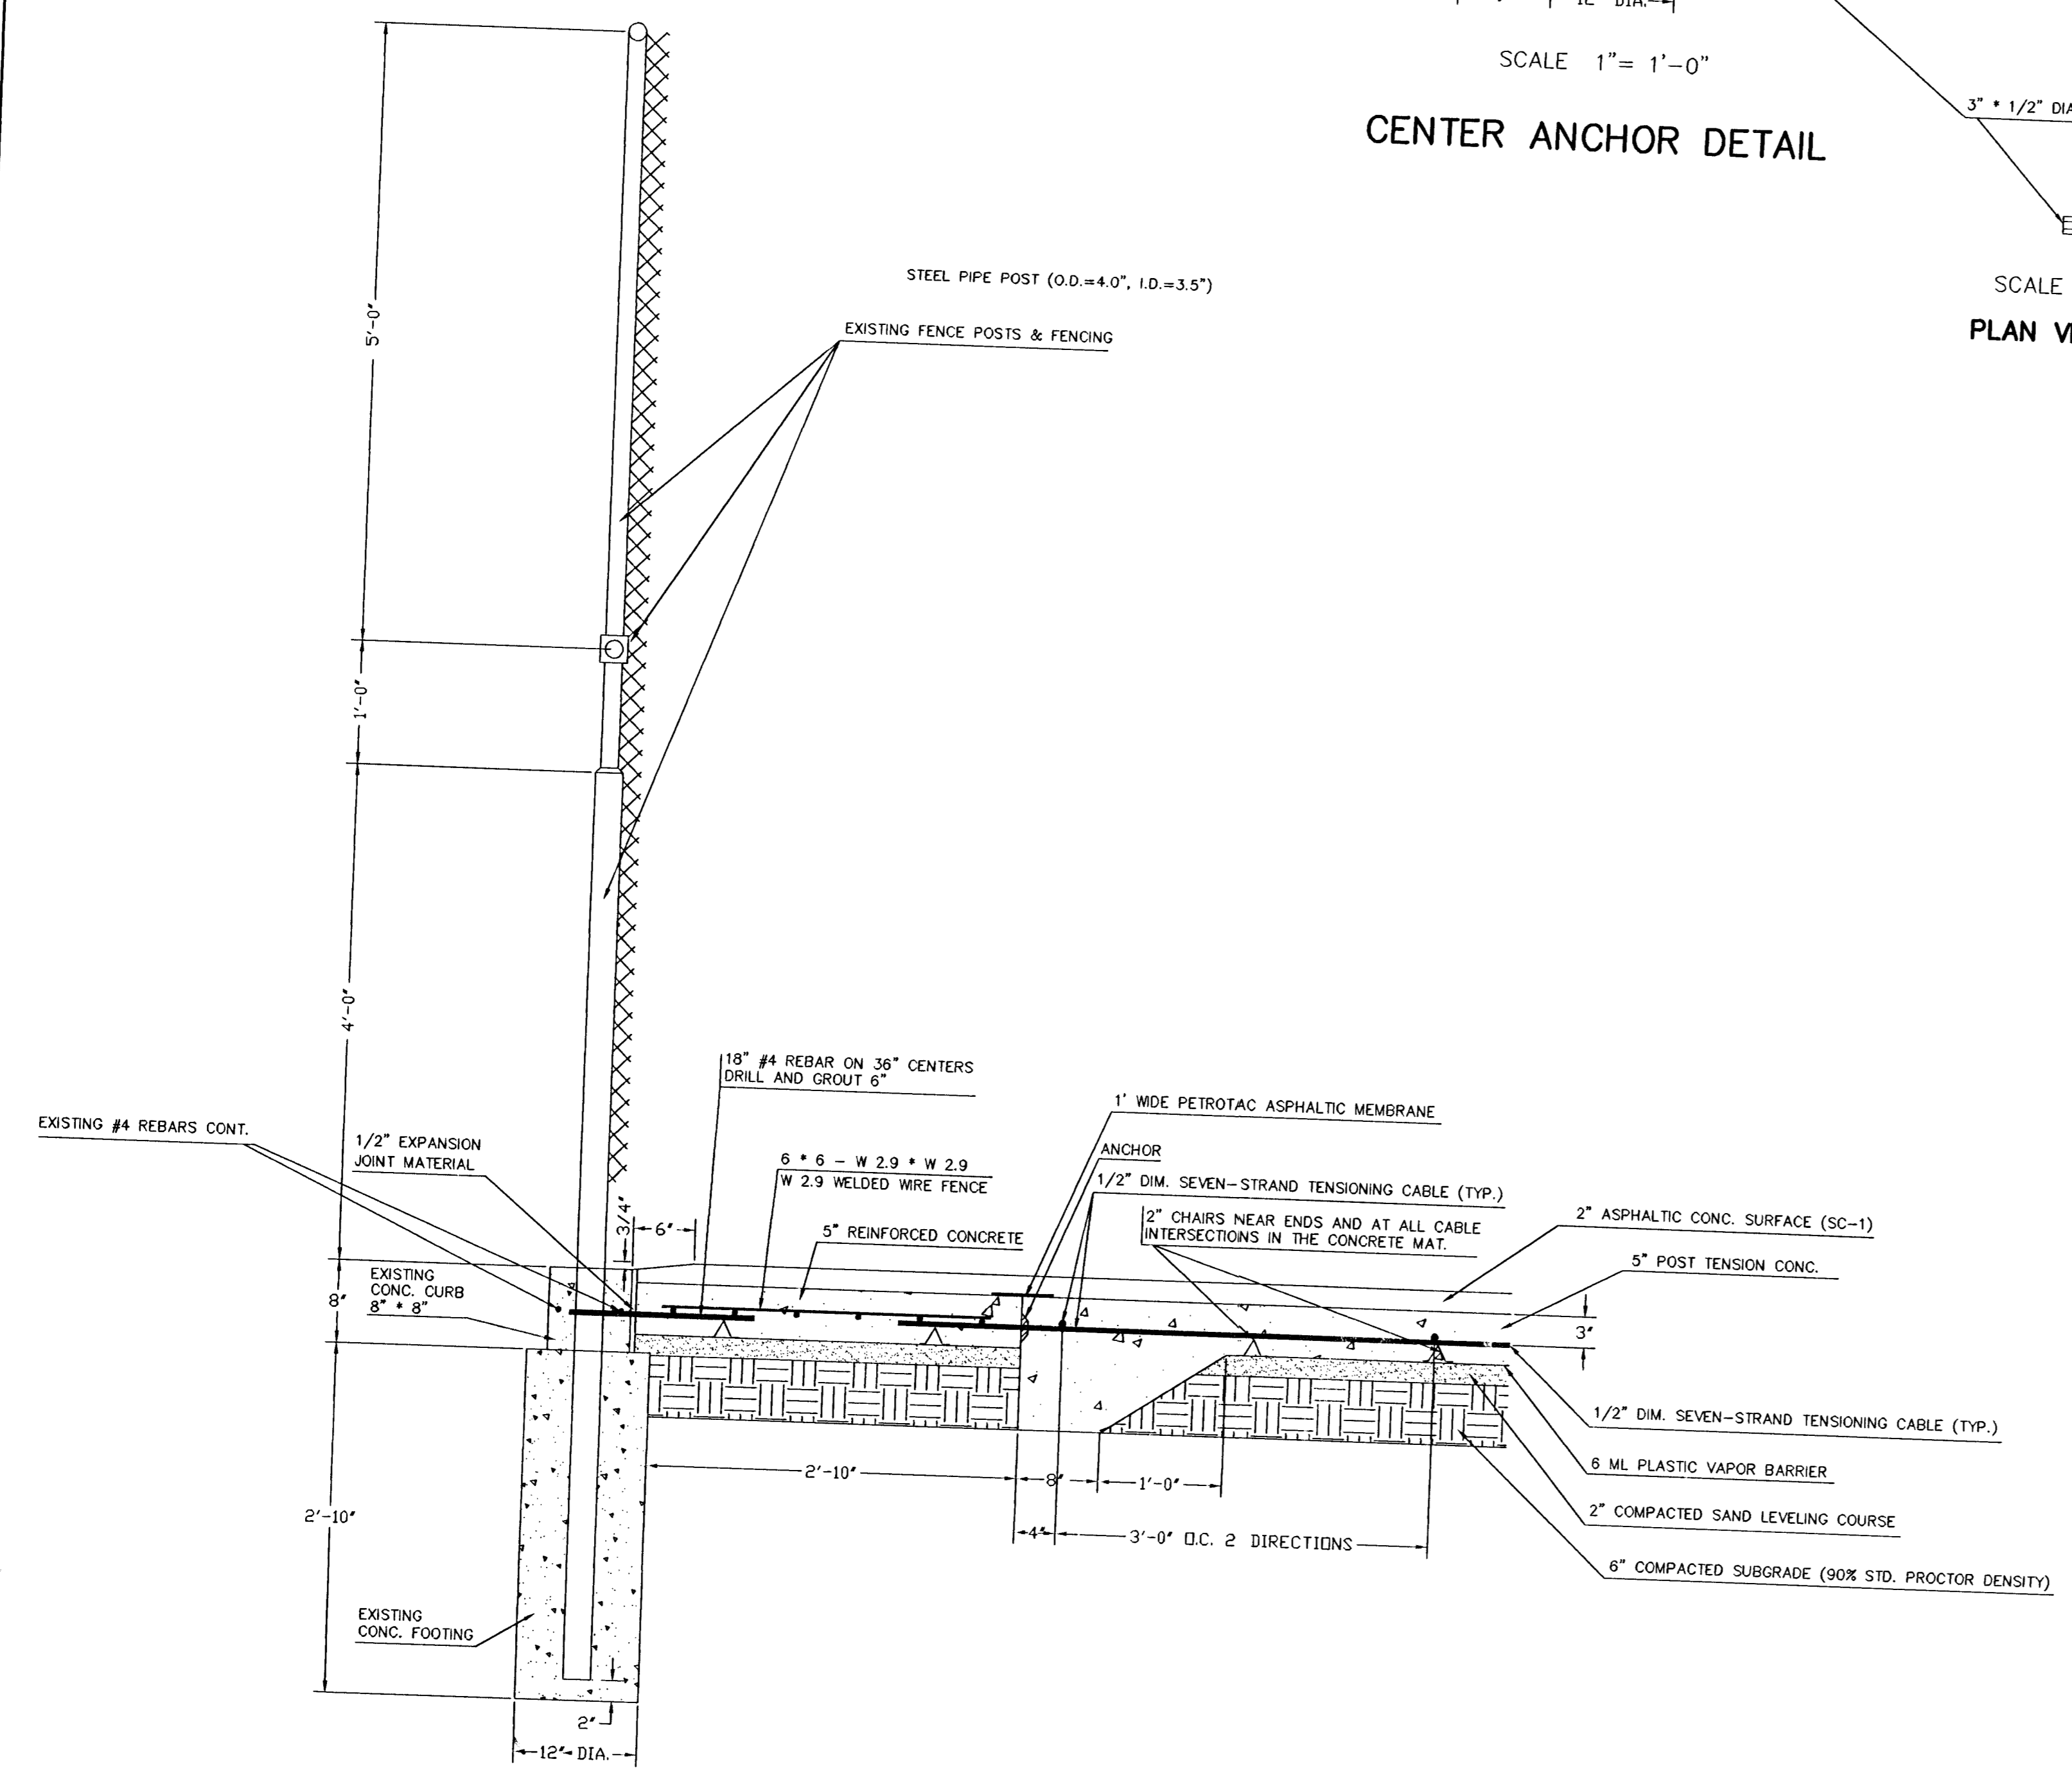 12" DIA.
SCALE 1"= 1'-0"
CENTER ANCHOR DETAIL
3" * 1/2" DIA
SCALE
PLAN VI
5'-0"
STEEL PIPE POST (O.D.=4.0", I.D.=3.5")
EXISTING FENCE POSTS & FENCING
1'-0"
4'-0"
18" #4 REBAR ON 36" CENTERS
DRILL AND GROUT 6"
1' WIDE PETROTAC ASPHALTIC MEMBRANE
EXISTING #4 REBARS CONT.
1/2" EXPANSION
JOINT MATERIAL
ANCHOR
6 * 6 - W 2.9 * W 2.9
W 2.9 WELDED WIRE FENCE
1/2" DIM. SEVEN-STRAND TENSIONING CABLE (TYP.)
3/4"
6"
2" CHAIRS NEAR ENDS AND AT ALL CABLE
INTERSECTIONS IN THE CONCRETE MAT.
2" ASPHALTIC CONC. SURFACE (SC-1)
5" REINFORCED CONCRETE
5" POST TENSION CONC.
EXISTING
CONC. CURB
8" * 8"
8"
3"
1/2" DIM. SEVEN-STRAND TENSIONING CABLE (TYP.)
2'-10"
8"
1'-0"
6 ML PLASTIC VAPOR BARRIER
2'-10"
2" COMPACTED SAND LEVELING COURSE
4"
3'-0" O.C. 2 DIRECTIONS
6" COMPACTED SUBGRADE (90% STD. PROCTOR DENSITY)
EXISTING
CONC. FOOTING
2"
12" DIA.